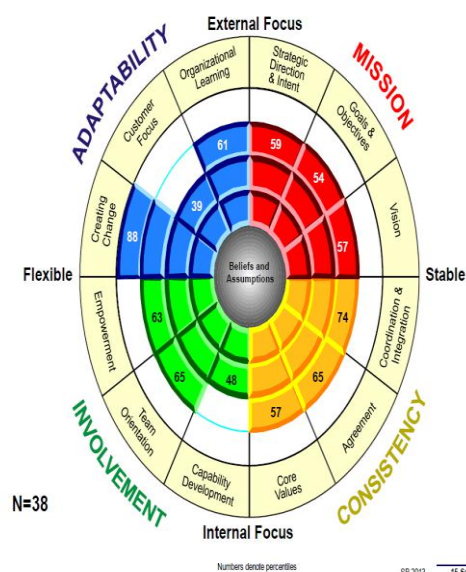 External Focus
ADAPTABILITY
MISSION
Organizational
Learning
Strategic
Direction
& Intent
Customer
Focus
Goals &
Objectives
Creating
Change
Vision
61
59
54
39
88
57
Beliefs and
Assumptions
Flexible
Stable
Empowerment
Coordination &
Integration
63
74
65
48
65
57
Team
Orientation
Agreement
Capability
Development
Core
Values
INVOLVEMENT
CONSISTENCY
N=38
Internal Focus
Numbers denote percentiles